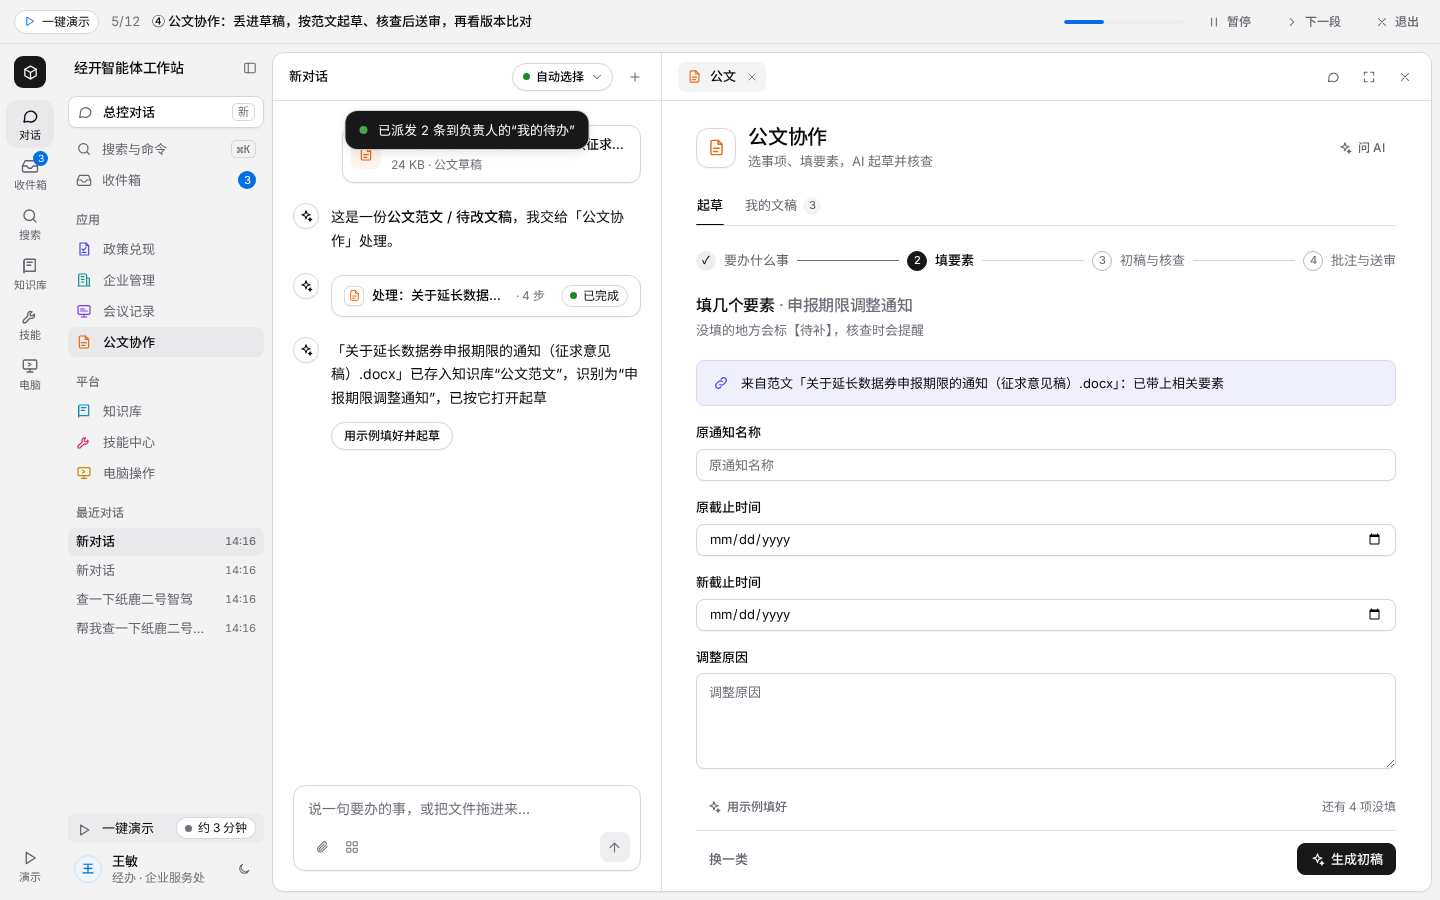 一键演示
5/12
④ 公文协作：丢进草稿，按范文起草、核查后送审，再看版本比对
暂停
下一段
退出
对话
3
收件箱
搜索
知识库
技能
电脑
演示
经开智能体工作站
总控对话
新
搜索与命令
⌘K
收件箱
3
应用
政策兑现
企业管理
会议记录
公文协作
平台
知识库
技能中心
电脑操作
最近对话
新对话 14:16
新对话 14:16
查一下纸鹿二号智驾 14:16
帮我查一下纸鹿二号... 14:16
一键演示
约 3 分钟
王
王敏
经办 · 企业服务处
新对话
自动选择
已派发 2 条到负责人的“我的待办”
征求...
24 KB · 公文草稿
这是一份公文范文 / 待改文稿，我交给「公文协
作」处理。
处理：关于延长数据... · 4 步 已完成
「关于延长数据券申报期限的通知（征求意见
稿）.docx」已存入知识库“公文范文”，识别为“申
报期限调整通知”，已按它打开起草
用示例填好并起草
说一句要办的事，或把文件拖进来...
公文
公文协作
选事项、填要素，AI 起草并核查
问 AI
起草
我的文稿 3
✓ 要办什么事
2 填要素
3 初稿与核查
4 批注与送审
填几个要素 · 申报期限调整通知
没填的地方会标【待补】，核查时会提醒
来自范文「关于延长数据券申报期限的通知（征求意见稿）.docx」：已带上相关要素
原通知名称
原通知名称
原截止时间
mm/dd/yyyy
新截止时间
mm/dd/yyyy
调整原因
调整原因
用示例填好
还有 4 项没填
换一类
生成初稿